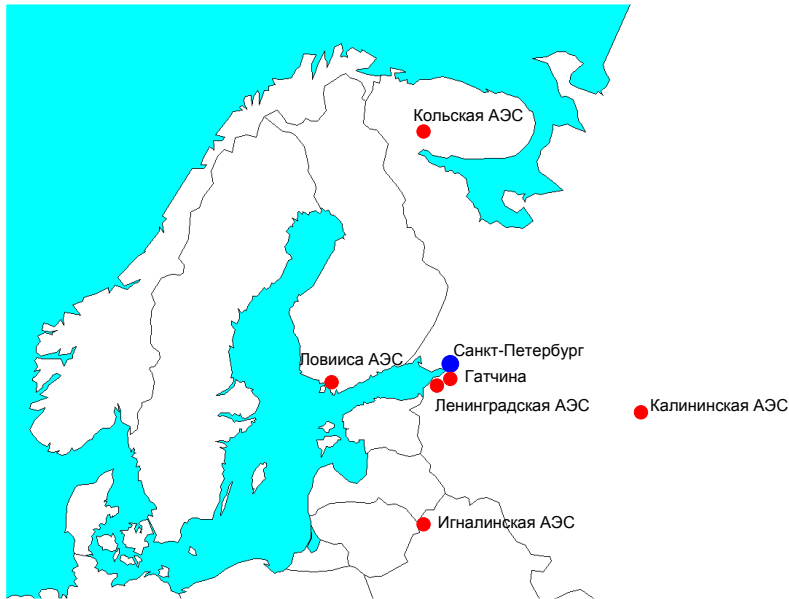 Кольская АЭС
Санкт-Петербург
Ловииса АЭС
Гатчина
Ленинградская АЭС
Калининская АЭС
Игналинская АЭС